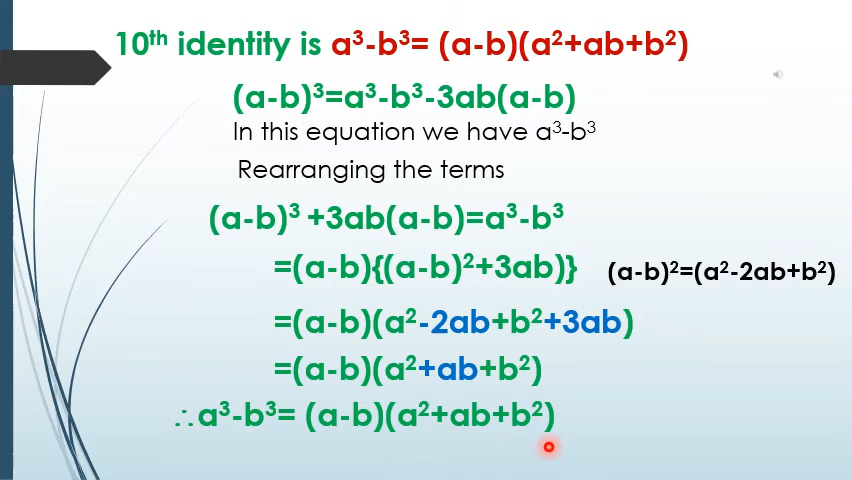 10th identity is a³-b³= (a-b)(a²+ab+b²)
(a-b)³=a³-b³-3ab(a-b)
In this equation we have a³-b³
Rearranging the terms
(a-b)³ +3ab(a-b)=a³-b³
=(a-b){(a-b)²+3ab)} (a-b)²=(a²-2ab+b²)
=(a-b)(a²-2ab+b²+3ab)
=(a-b)(a²+ab+b²)
∴a³-b³= (a-b)(a²+ab+b²)